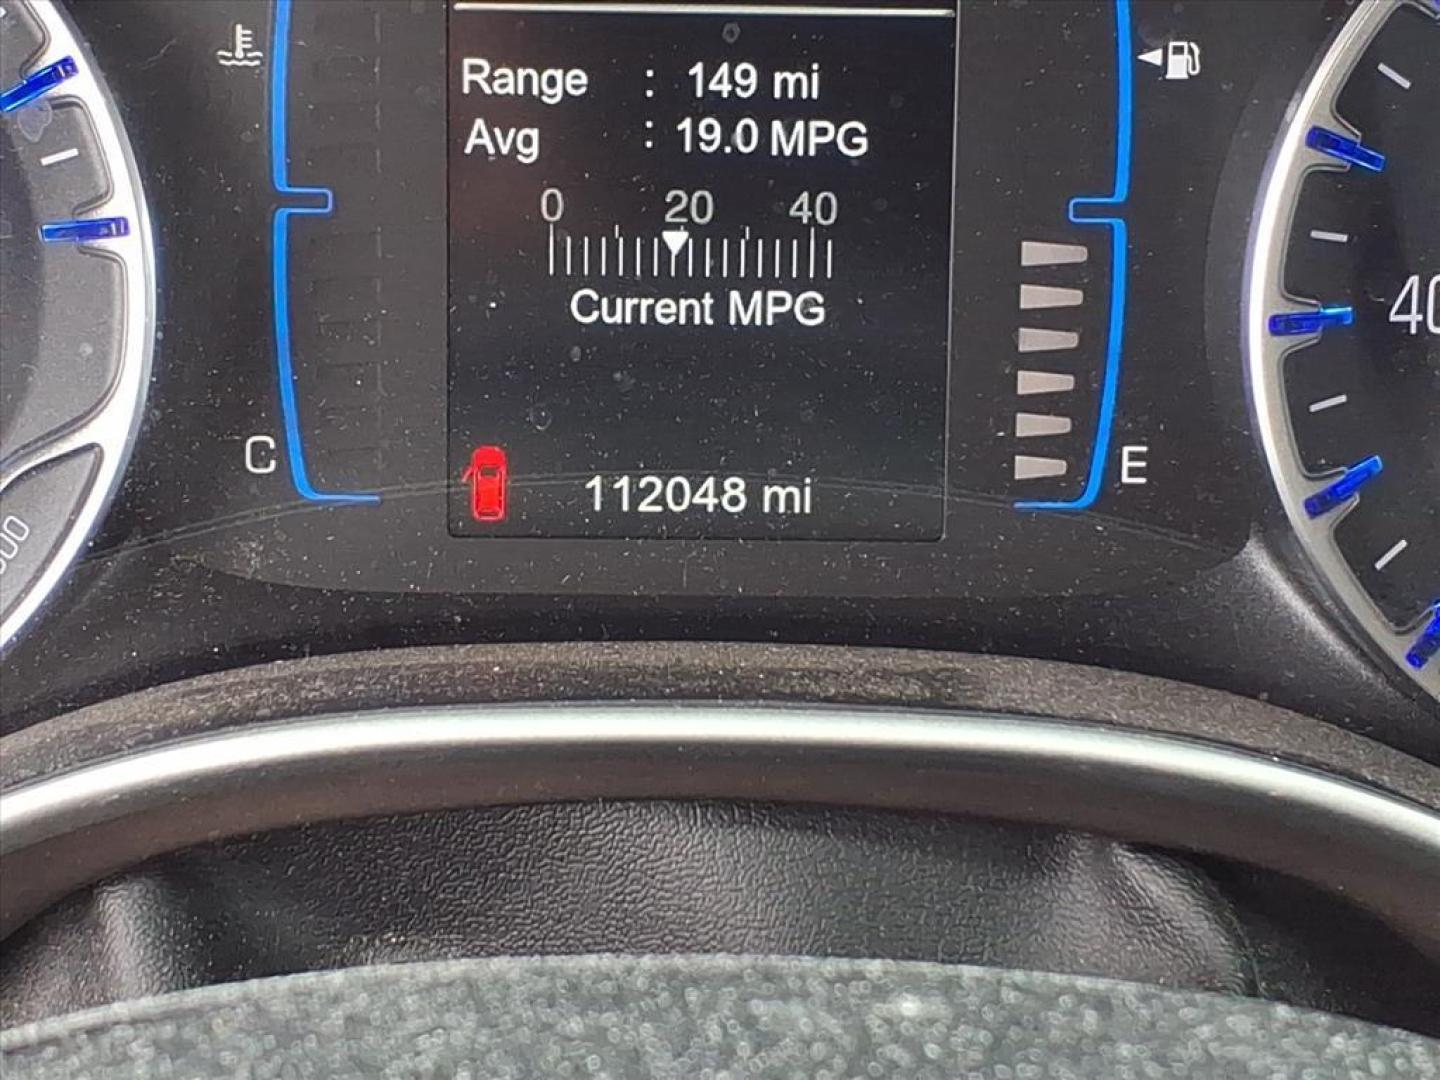 Range : 149 mi
Avg : 19.0 MPG
0 20 40
Current MPG
C
E
112048 mi
40